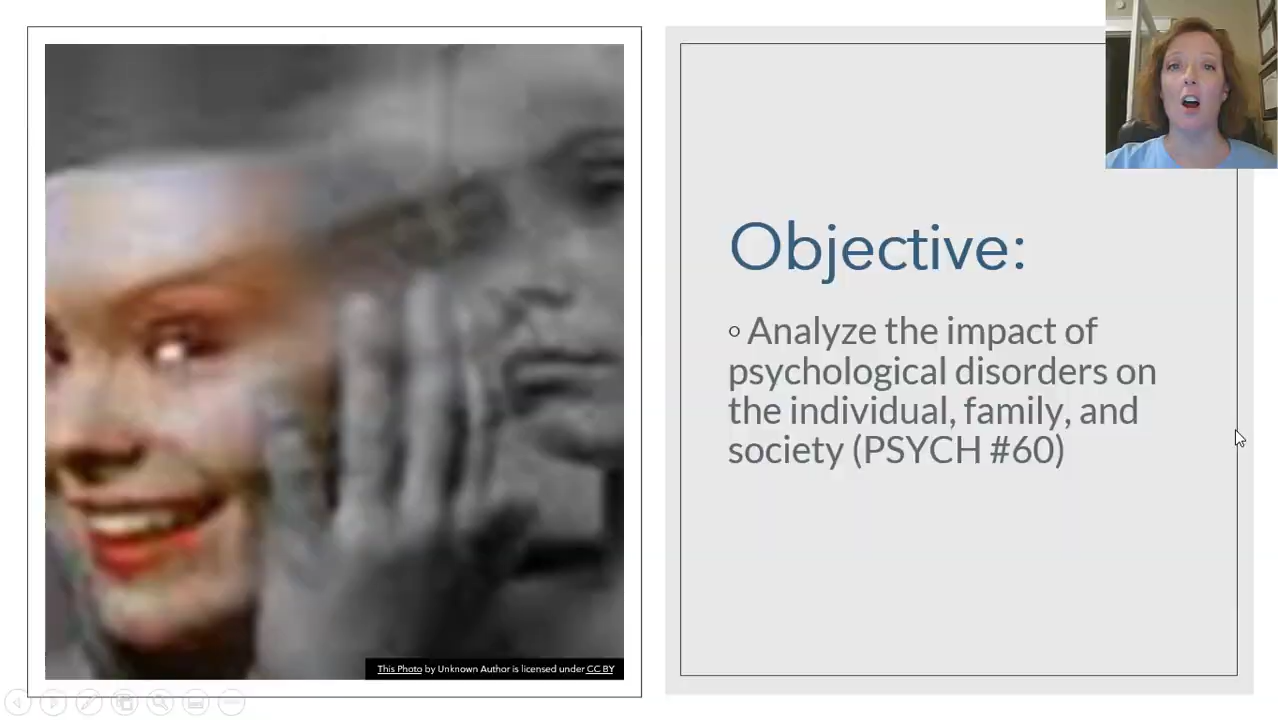 Objective:
◦ Analyze the impact of
psychological disorders on
the individual, family, and
society (PSYCH #60)
This Photo by Unknown Author is licensed under CC BY